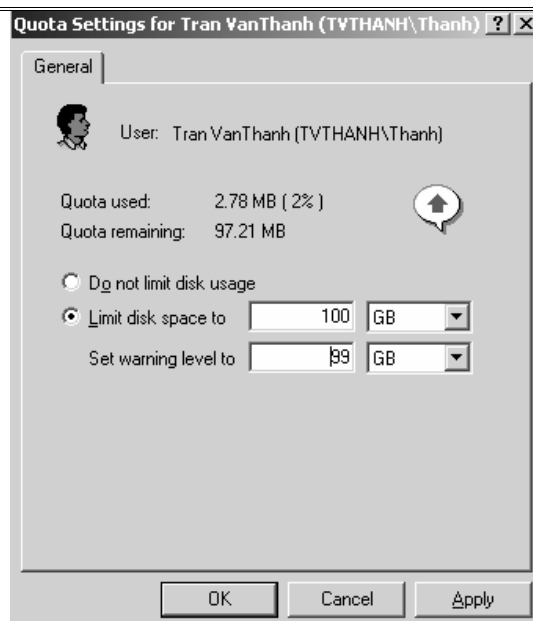 Quota Settings for Tran VanThanh (TVTHANH\Thanh) ? X
General
User: Tran VanThanh (TVTHANH\Thanh)
Quota used: 2.78 MB ( 2% )
Quota remaining: 97.21 MB
Do not limit disk usage
Limit disk space to 100 GB
Set warning level to 99 GB
OK Cancel Apply